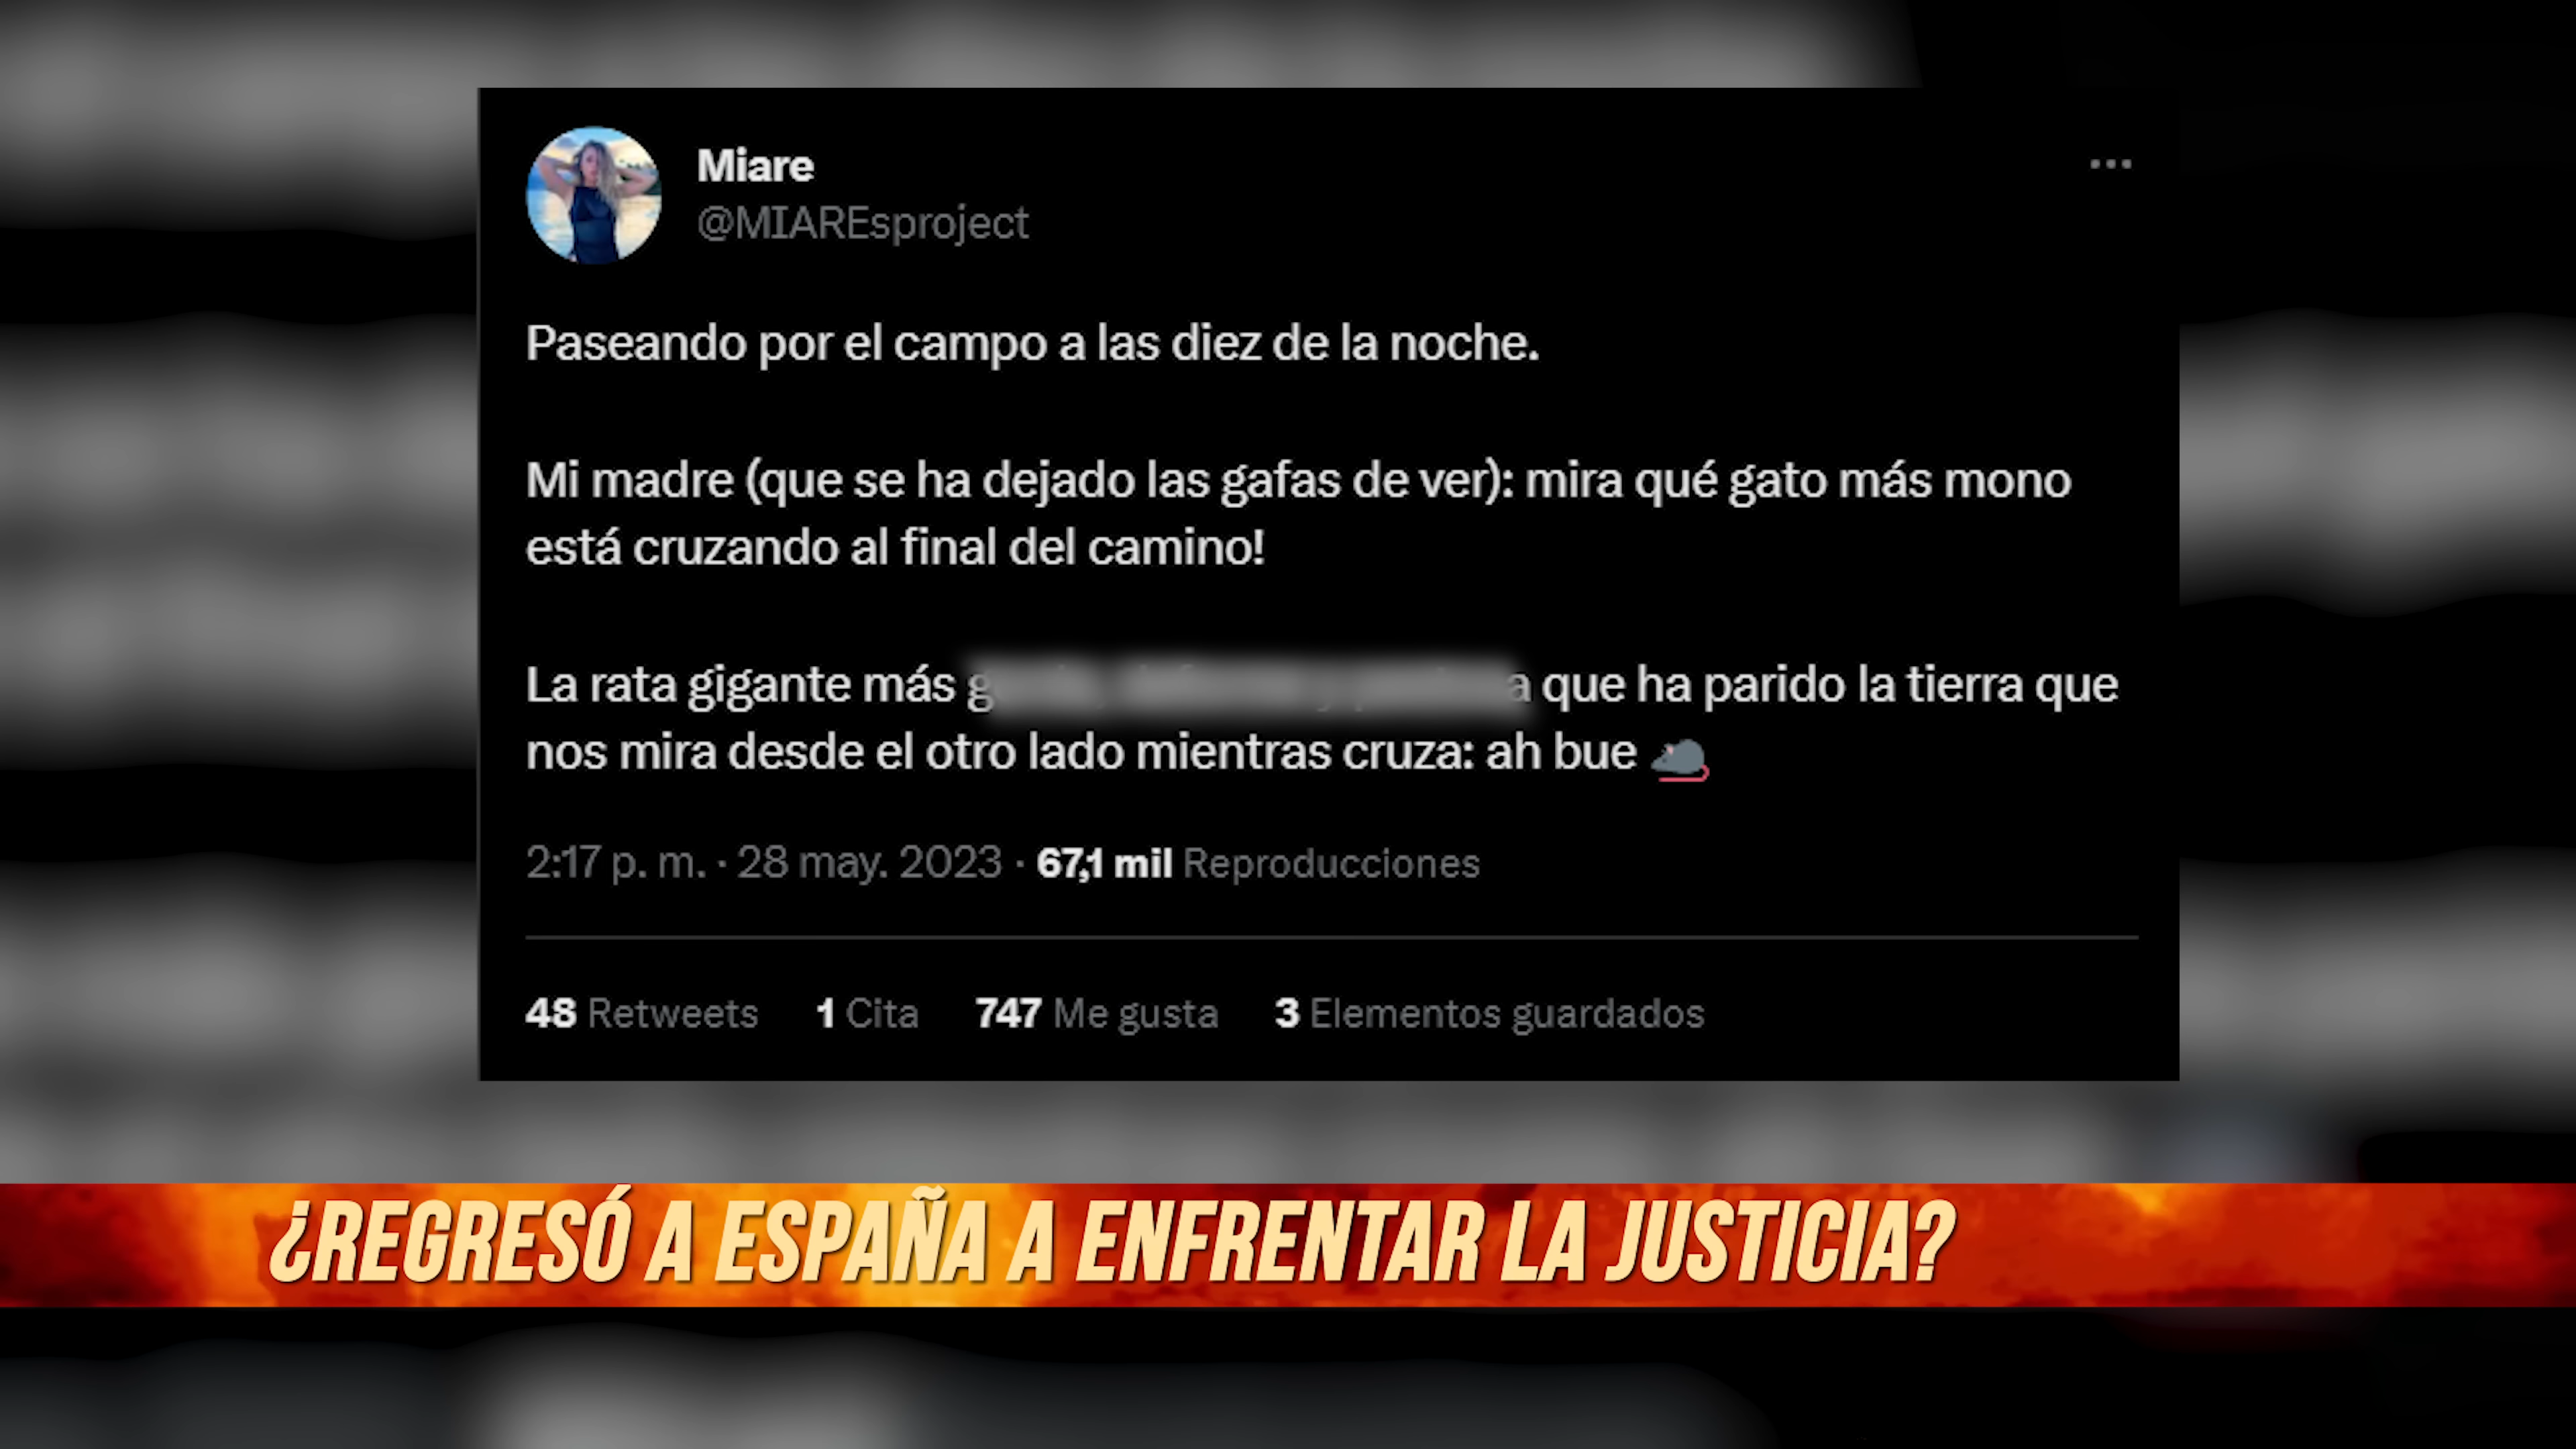 Miare
@MIAREsproject
Paseando por el campo a las diez de la noche.
Mi madre (que se ha dejado las gafas de ver): mira qué gato más mono
está cruzando al final del camino!
La rata gigante más que ha parido la tierra que
nos mira desde el otro lado mientras cruza: ah bue 🐀
2:17 p. m. · 28 may. 2023 · 67,1 mil Reproducciones
48 Retweets 1 Cita 747 Me gusta 3 Elementos guardados
¿REGRESÓ A ESPAÑA A ENFRENTAR LA JUSTICIA?